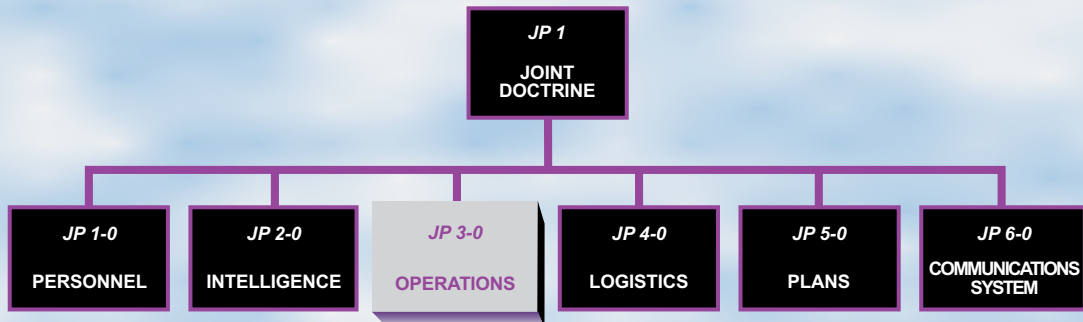 JP 1
JOINT
DOCTRINE
JP 1-0
PERSONNEL
JP 2-0
INTELLIGENCE
JP 3-0
OPERATIONS
JP 4-0
LOGISTICS
JP 5-0
PLANS
JP 6-0
COMMUNICATIONS
SYSTEM